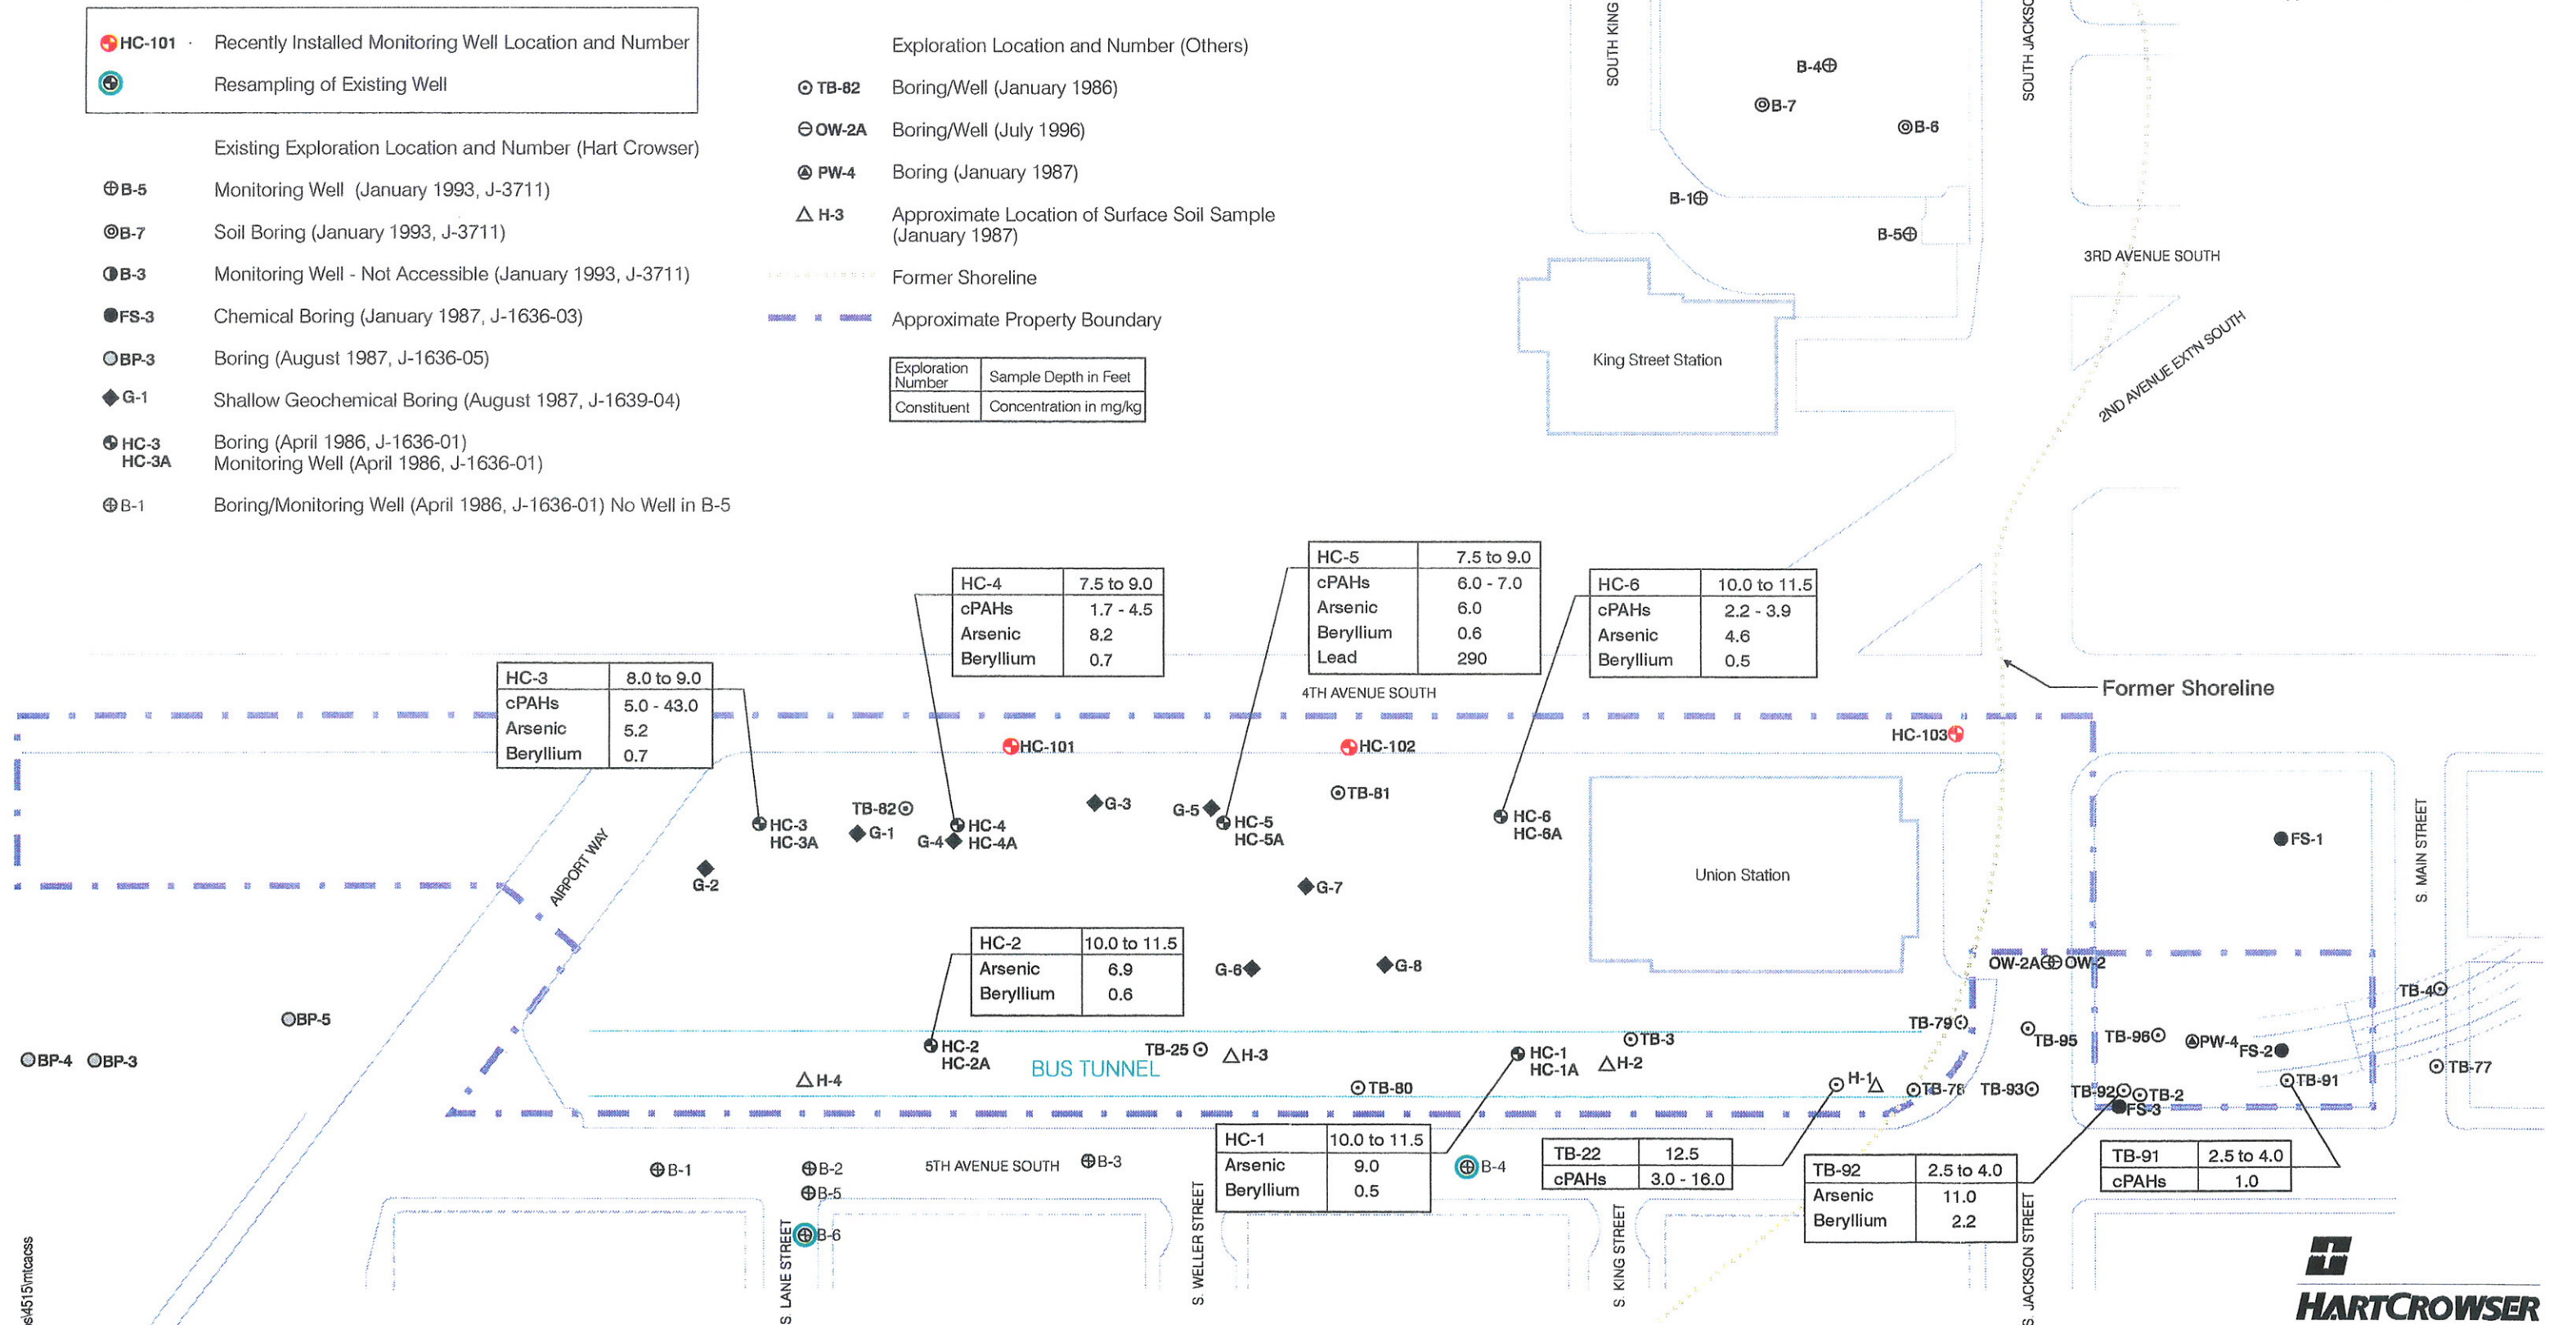 HC-101 · Recently Installed Monitoring Well Location and Number
Resampling of Existing Well
Existing Exploration Location and Number (Hart Crowser)
B-5 Monitoring Well (January 1993, J-3711)
B-7 Soil Boring (January 1993, J-3711)
B-3 Monitoring Well - Not Accessible (January 1993, J-3711)
FS-3 Chemical Boring (January 1987, J-1636-03)
BP-3 Boring (August 1987, J-1636-05)
G-1 Shallow Geochemical Boring (August 1987, J-1639-04)
HC-3 Boring (April 1986, J-1636-01)
HC-3A Monitoring Well (April 1986, J-1636-01)
B-1 Boring/Monitoring Well (April 1986, J-1636-01) No Well in B-5
Exploration Location and Number (Others)
TB-82 Boring/Well (January 1986)
OW-2A Boring/Well (July 1996)
PW-4 Boring (January 1987)
H-3 Approximate Location of Surface Soil Sample
(January 1987)
Former Shoreline
Approximate Property Boundary
Exploration
Number
Sample Depth in Feet
Constituent Concentration in mg/kg
SOUTH KING
B-4
B-7
B-6
B-1
B-5
3RD AVENUE SOUTH
2ND AVENUE EXT'N SOUTH
King Street Station
HC-3 8.0 to 9.0
cPAHs 5.0 - 43.0
Arsenic 5.2
Beryllium 0.7
HC-4 7.5 to 9.0
cPAHs 1.7 - 4.5
Arsenic 8.2
Beryllium 0.7
HC-5 7.5 to 9.0
cPAHs 6.0 - 7.0
Arsenic 6.0
Beryllium 0.6
Lead 290
HC-6 10.0 to 11.5
cPAHs 2.2 - 3.9
Arsenic 4.6
Beryllium 0.5
4TH AVENUE SOUTH
Former Shoreline
HC-101
HC-102
HC-103
TB-82
G-1
HC-3
HC-3A
G-4
HC-4
HC-4A
G-3
G-5
HC-5
HC-5A
TB-81
HC-6
HC-6A
G-2
G-7
AIRPORT WAY
Union Station
FS-1
S. MAIN STREET
HC-2 10.0 to 11.5
Arsenic 6.9
Beryllium 0.6
G-6
G-8
OW-2A
OW-2
TB-4
BP-5
BP-4
BP-3
HC-2
HC-2A
BUS TUNNEL
TB-25
H-3
H-4
TB-80
HC-1
HC-1A
TB-3
H-2
H-1
TB-79
TB-78
TB-95
TB-93
TB-96
PW-4
FS-2
TB-92
TB-2
FS-3
TB-91
TB-77
B-1
B-2
B-5
B-6
5TH AVENUE SOUTH
B-3
HC-1 10.0 to 11.5
Arsenic 9.0
Beryllium 0.5
B-4
TB-22 12.5
cPAHs 3.0 - 16.0
TB-92 2.5 to 4.0
Arsenic 11.0
Beryllium 2.2
TB-91 2.5 to 4.0
cPAHs 1.0
S. LANE STREET
S. WELLER STREET
S. KING STREET
S. JACKSON STREET
HARTCROWSER